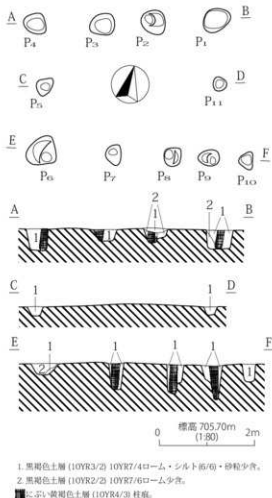 A B
P4 P3 P2 P1
C D
P5 P11
E F
P6 P7 P8 P9 P10
A 2 B
1 2 1
1
C 1 1 D
E 1 1 1 1 F
2 1
標高 705.70m
0 (1:80) 2m
1. 黒褐色土層 (10YR3/2) 10YR7/4ローム・シルト(6/6)・砂粒少含。
2. 黒褐色土層 (10YR2/2) 10YR7/6ローム少含。
にぶい黄褐色土層 (10YR4/3) 柱痕。